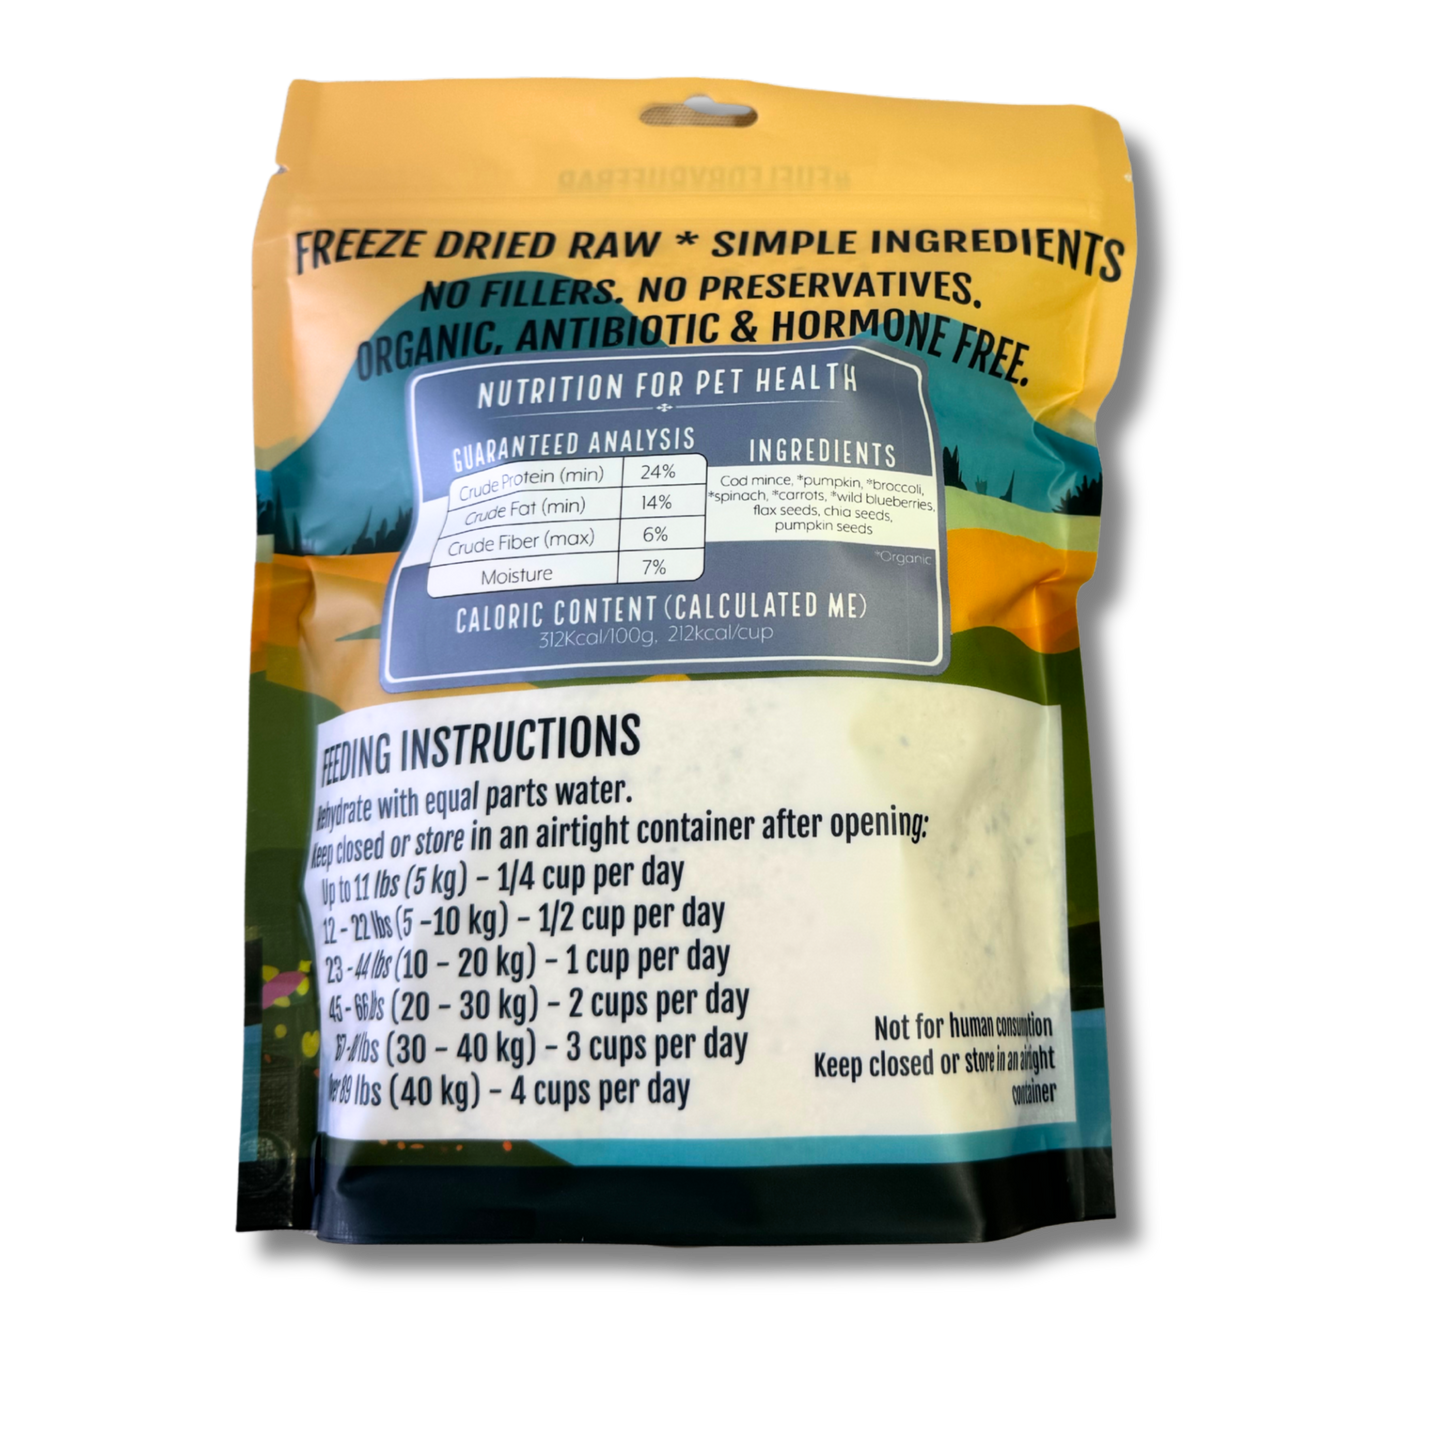 FREEZE DRIED RAW * SIMPLE INGREDIENTS
NO FILLERS. NO PRESERVATIVES.
ORGANIC, ANTIBIOTIC & HORMONE FREE.
NUTRITION FOR PET HEALTH
GUARANTEED ANALYSIS
Crude Protein (min) 24%
Crude Fat (min) 14%
Crude Fiber (max) 6%
Moisture 7%
INGREDIENTS
Cod mince, *pumpkin, *broccoli,
*spinach, *carrots, *wild blueberries,
flax seeds, chia seeds,
pumpkin seeds
*Organic
CALORIC CONTENT (CALCULATED ME)
312Kcal/100g, 212kcal/cup
FEEDING INSTRUCTIONS
Rehydrate with equal parts water.
Keep closed or store in an airtight container after opening:
Up to 11 lbs (5 kg) - 1/4 cup per day
12 - 22 lbs (5 -10 kg) - 1/2 cup per day
23 - 44 lbs (10 - 20 kg) - 1 cup per day
45 - 66 lbs (20 - 30 kg) - 2 cups per day
lbs (30 - 40 kg) - 3 cups per day
Over 89 lbs (40 kg) - 4 cups per day
Not for human consumption
Keep closed or store in an airtight
container